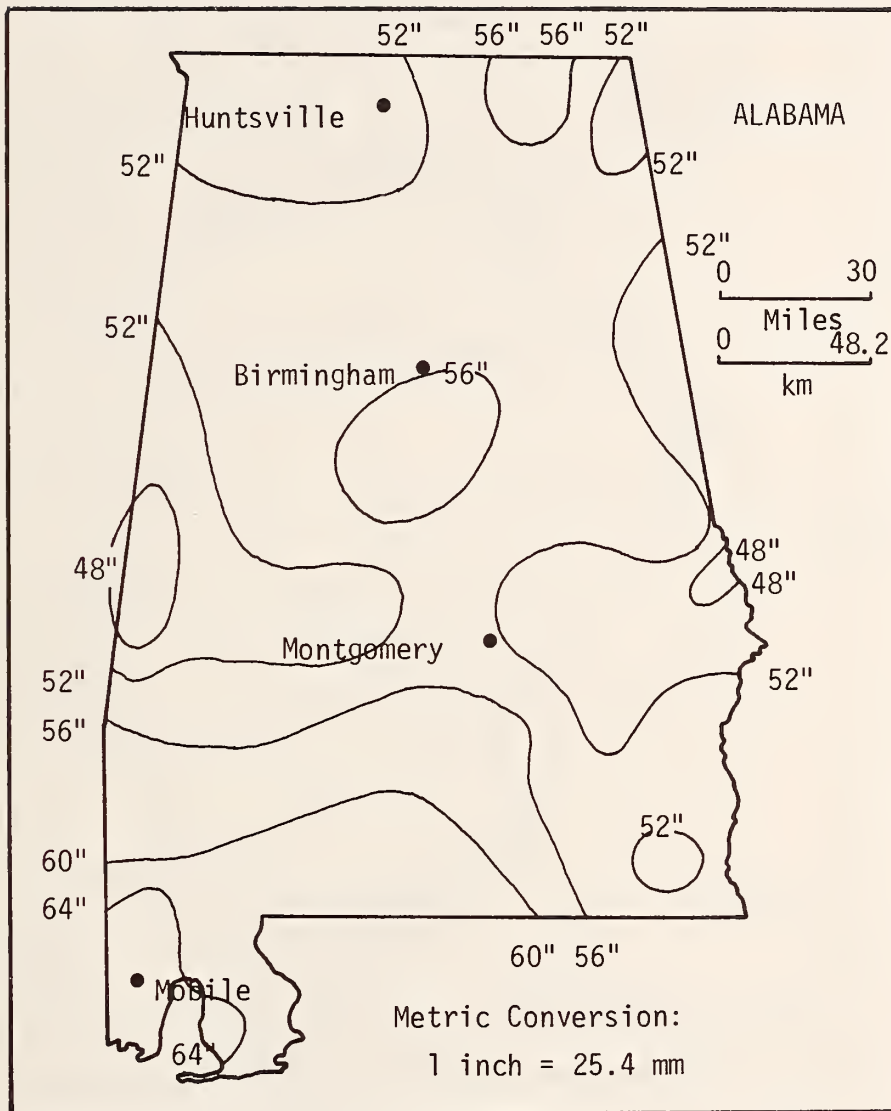 52" 56" 56" 52"
Huntsville
ALABAMA
52"
52"
52"
0 30
Miles
52"
0 48.2
km
Birmingham 56"
48"
48"
48"
Montgomery
52"
52"
56"
52"
60"
64"
60" 56"
Mobile
Metric Conversion:
64"
1 inch = 25.4 mm